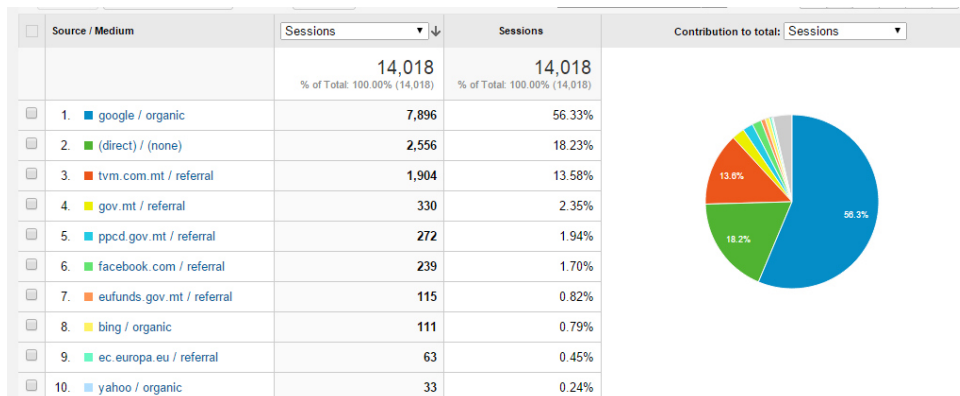 Source / Medium Sessions Sessions Contribution to total: Sessions
14,018 14,018
% of Total: 100.00% (14,018) % of Total: 100.00% (14,018)
1. google / organic 7,896 56.33%
2. (direct) / (none) 2,556 18.23%
3. tvm.com.mt / referral 1,904 13.58%
4. gov.mt / referral 330 2.35%
5. ppcd.gov.mt / referral 272 1.94%
6. facebook.com / referral 239 1.70%
7. eufunds.gov.mt / referral 115 0.82%
8. bing / organic 111 0.79%
9. ec.europa.eu / referral 63 0.45%
10. yahoo / organic 33 0.24%
13.6%
56.3%
18.2%